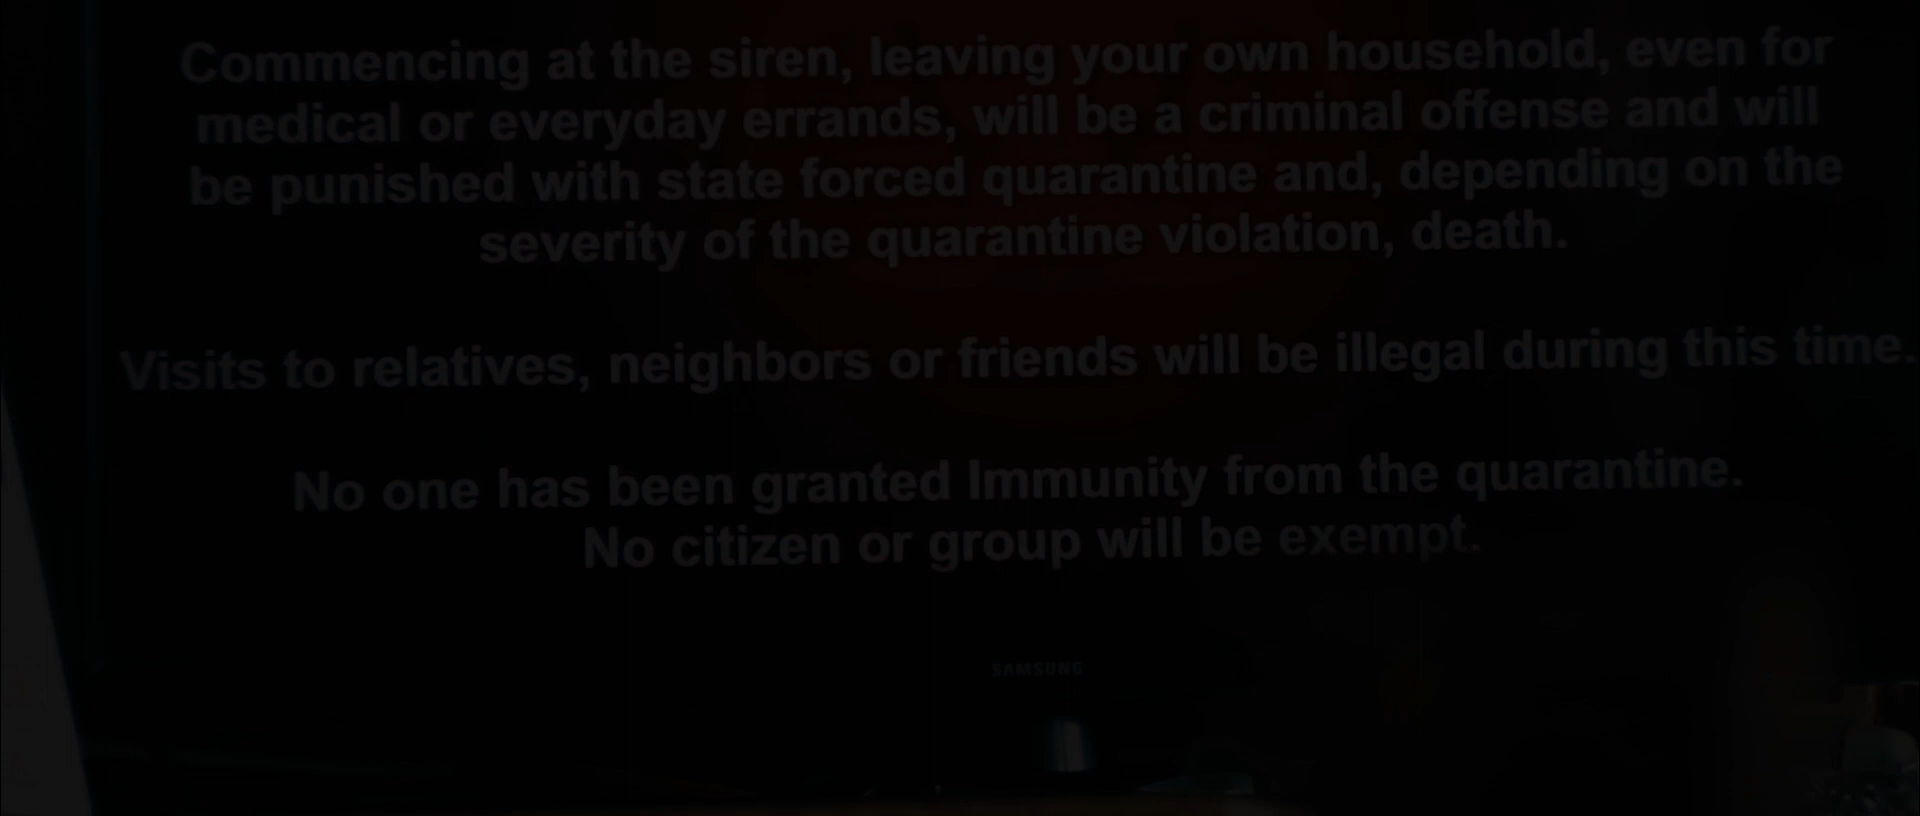 Commencing at the siren, leaving your own household, even for
medical or everyday errands, will be a criminal offense and will
be punished with state forced quarantine and, depending on the
severity of the quarantine violation, death.
Visits to relatives, neighbors or friends will be illegal during this time.
No one has been granted Immunity from the quarantine.
No citizen or group will be exempt.
SAMSUNG